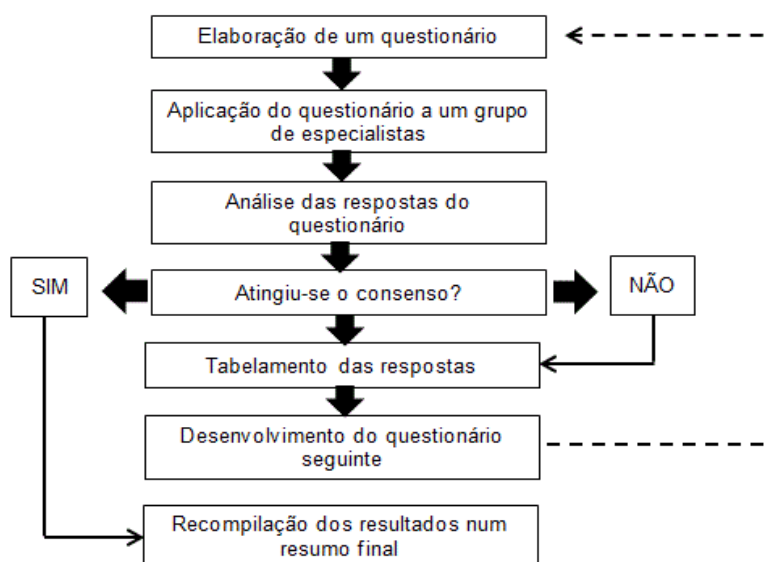 Elaboração de um questionário
Aplicação do questionário a um grupo
de especialistas
Análise das respostas do
questionário
SIM
Atingiu-se o consenso?
NÃO
Tabelamento das respostas
Desenvolvimento do questionário
seguinte
Recompilação dos resultados num
resumo final